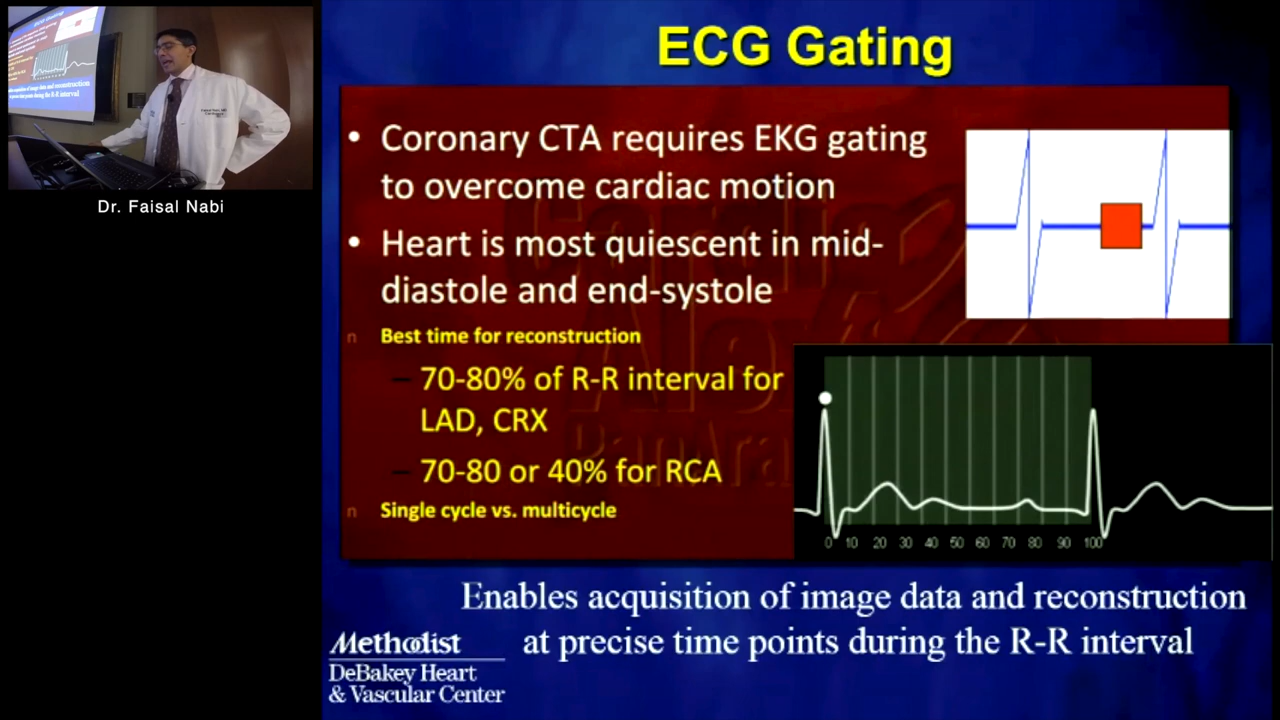 ECG Gating
• Coronary CTA requires EKG gating
to overcome cardiac motion
• Heart is most quiescent in mid-
diastole and end-systole
n Best time for reconstruction
– 70-80% of R-R interval for
LAD, CRX
– 70-80 or 40% for RCA
n Single cycle vs. multicycle
0 10 20 30 40 50 60 70 80 90 100
Enables acquisition of image data and reconstruction
at precise time points during the R-R interval
Methodist
DeBakey Heart
& Vascular Center
Dr. Faisal Nabi